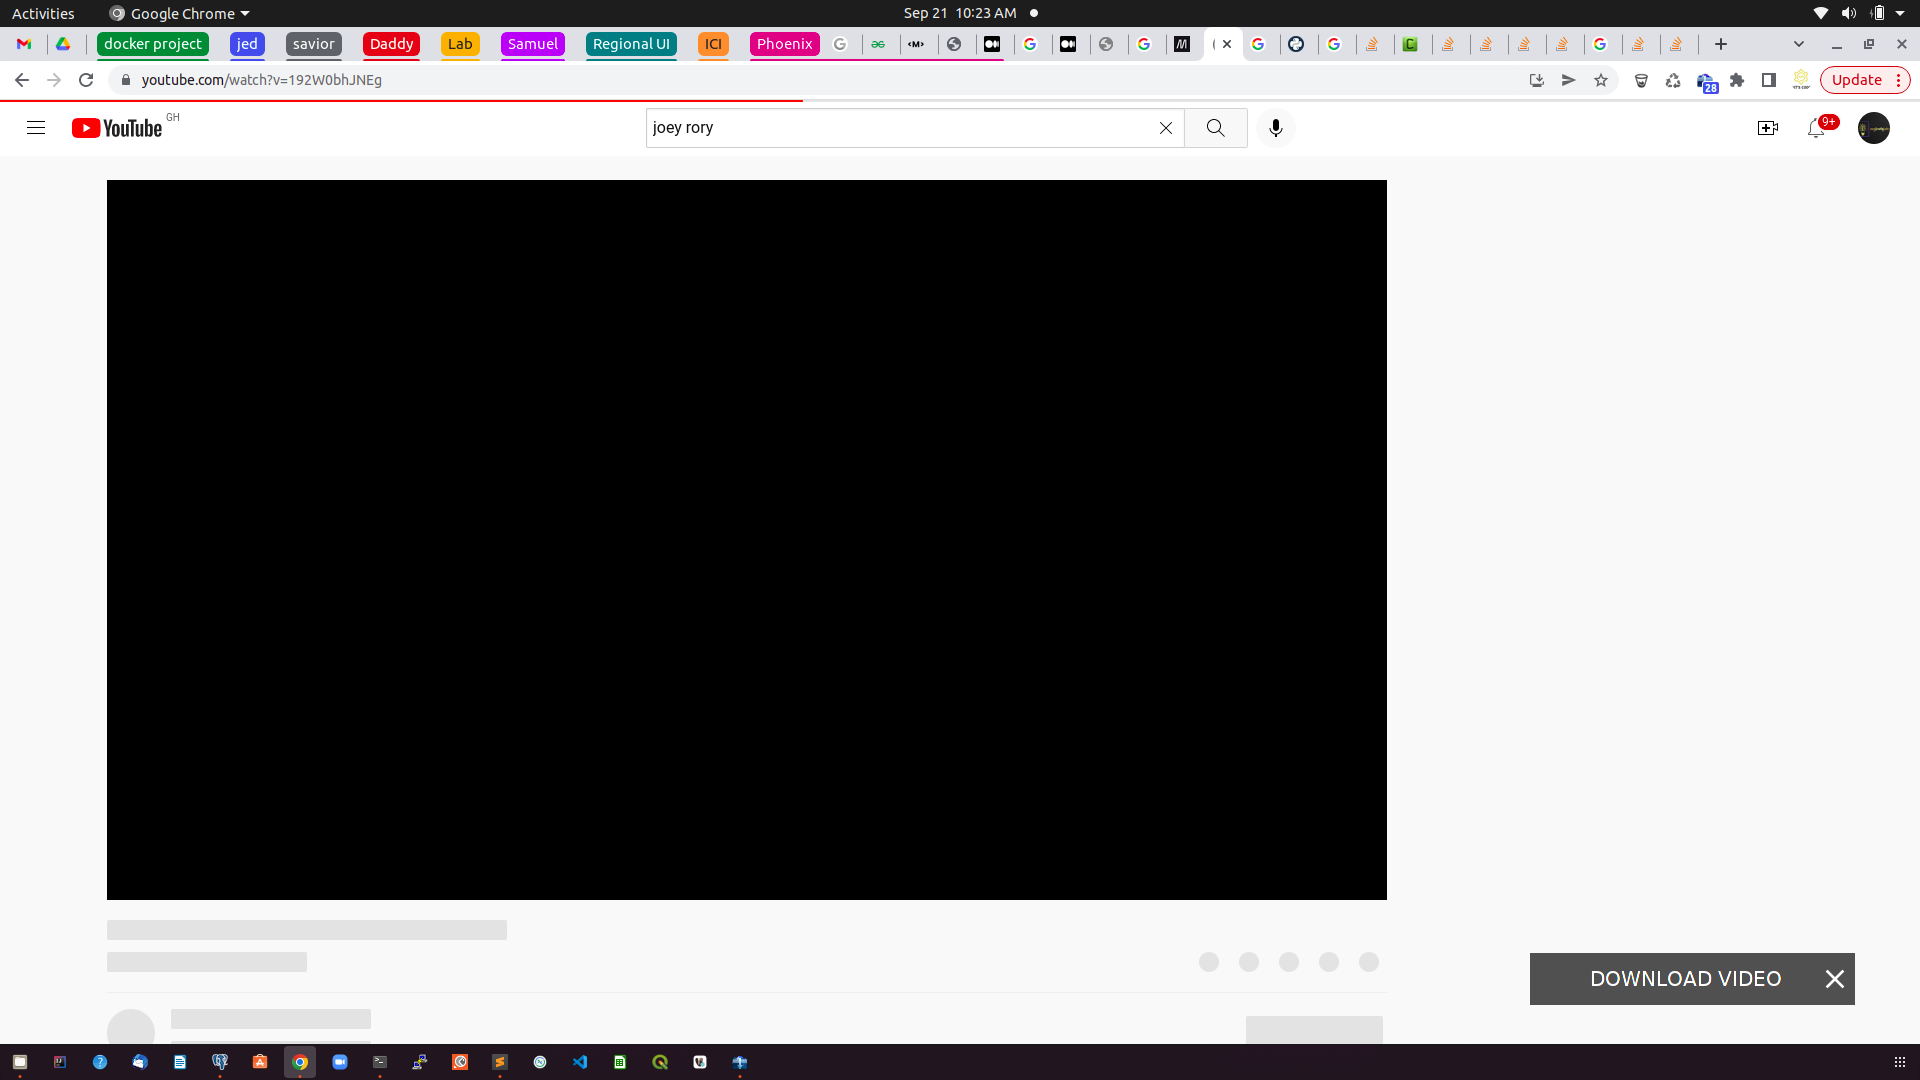 Activities
Google Chrome
Sep 21 10:23 AM
docker project
jed
savior
Daddy
Lab
Samuel
Regional UI
ICI
Phoenix
youtube.com/watch?v=192W0bhJNEg
28
Update
YouTube
GH
joey rory
9+
DOWNLOAD VIDEO